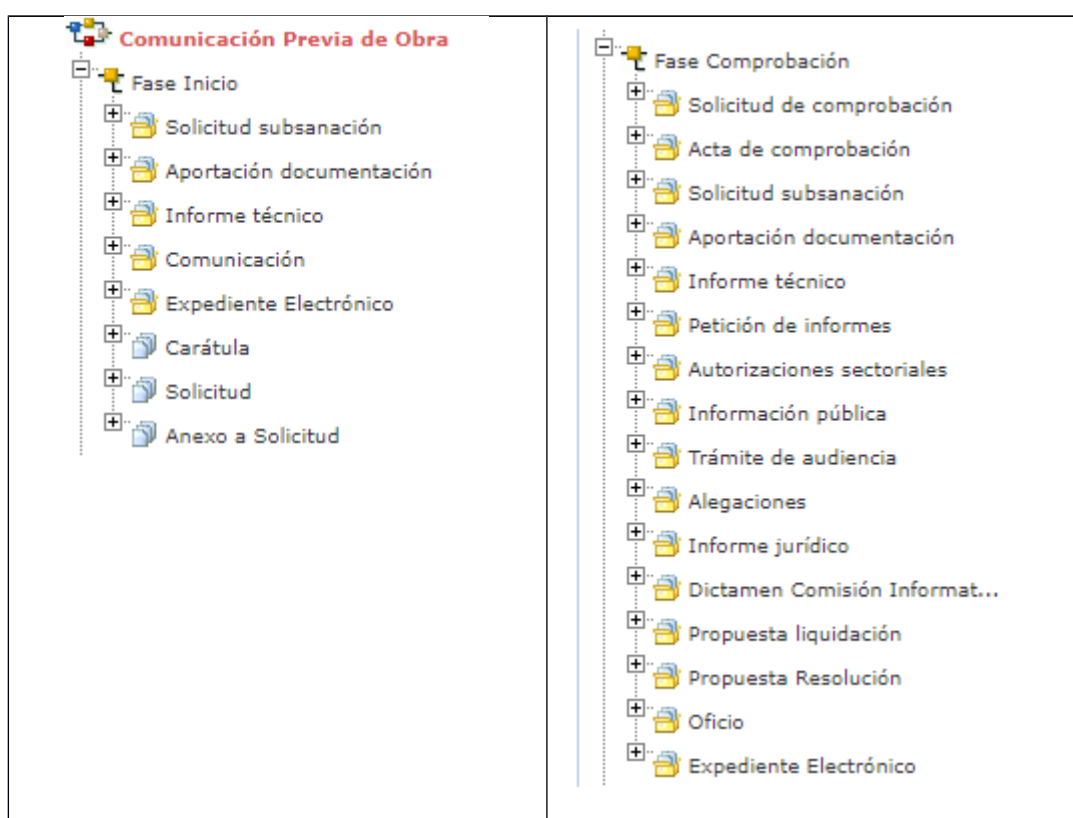 Comunicación Previa de Obra
Fase Inicio
Solicitud subsanación
Aportación documentación
Informe técnico
Comunicación
Expediente Electrónico
Carátula
Solicitud
Anexo a Solicitud
Fase Comprobación
Solicitud de comprobación
Acta de comprobación
Solicitud subsanación
Aportación documentación
Informe técnico
Petición de informes
Autorizaciones sectoriales
Información pública
Trámite de audiencia
Alegaciones
Informe jurídico
Dictamen Comisión Informat...
Propuesta liquidación
Propuesta Resolución
Oficio
Expediente Electrónico